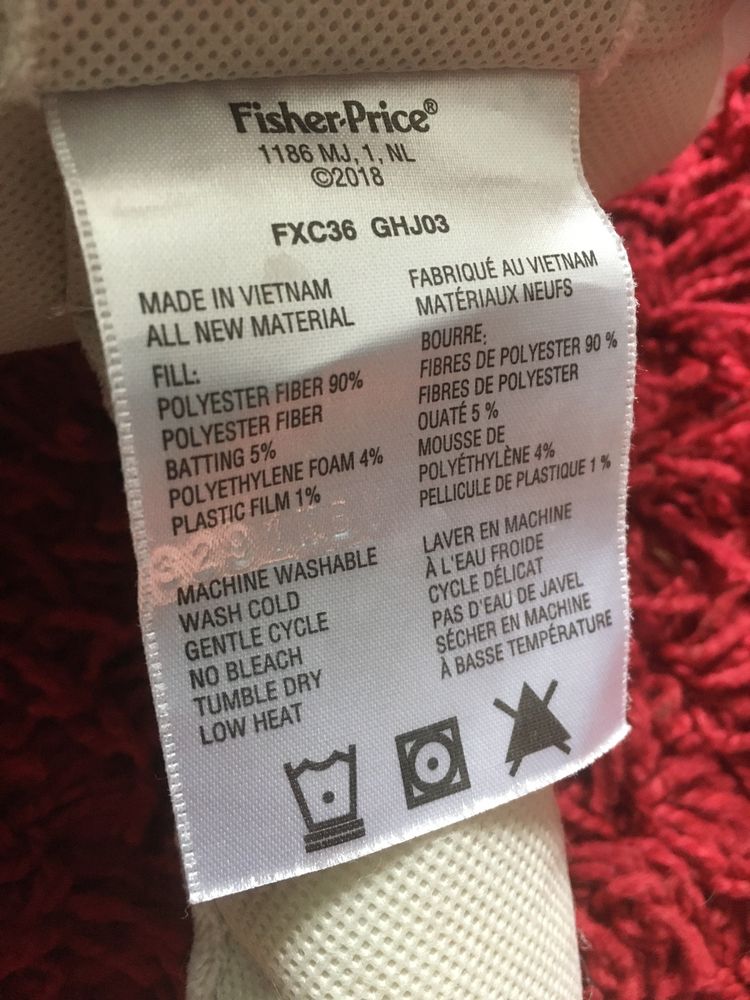 Fisher-Price®
1186 MJ, 1, NL
©2018
FXC36 GHJ03
MADE IN VIETNAM
ALL NEW MATERIAL
FILL:
POLYESTER FIBER 90%
POLYESTER FIBER
BATTING 5%
POLYETHYLENE FOAM 4%
PLASTIC FILM 1%
MACHINE WASHABLE
WASH COLD
GENTLE CYCLE
NO BLEACH
TUMBLE DRY
LOW HEAT
FABRIQUÉ AU VIETNAM
MATÉRIAUX NEUFS
BOURRE:
FIBRES DE POLYESTER 90 %
FIBRES DE POLYESTER
OUATÉ 5 %
MOUSSE DE
POLYÉTHYLÈNE 4%
PELLICULE DE PLASTIQUE 1 %
LAVER EN MACHINE
À L'EAU FROIDE
CYCLE DÉLICAT
PAS D'EAU DE JAVEL
SÉCHER EN MACHINE
À BASSE TEMPÉRATURE